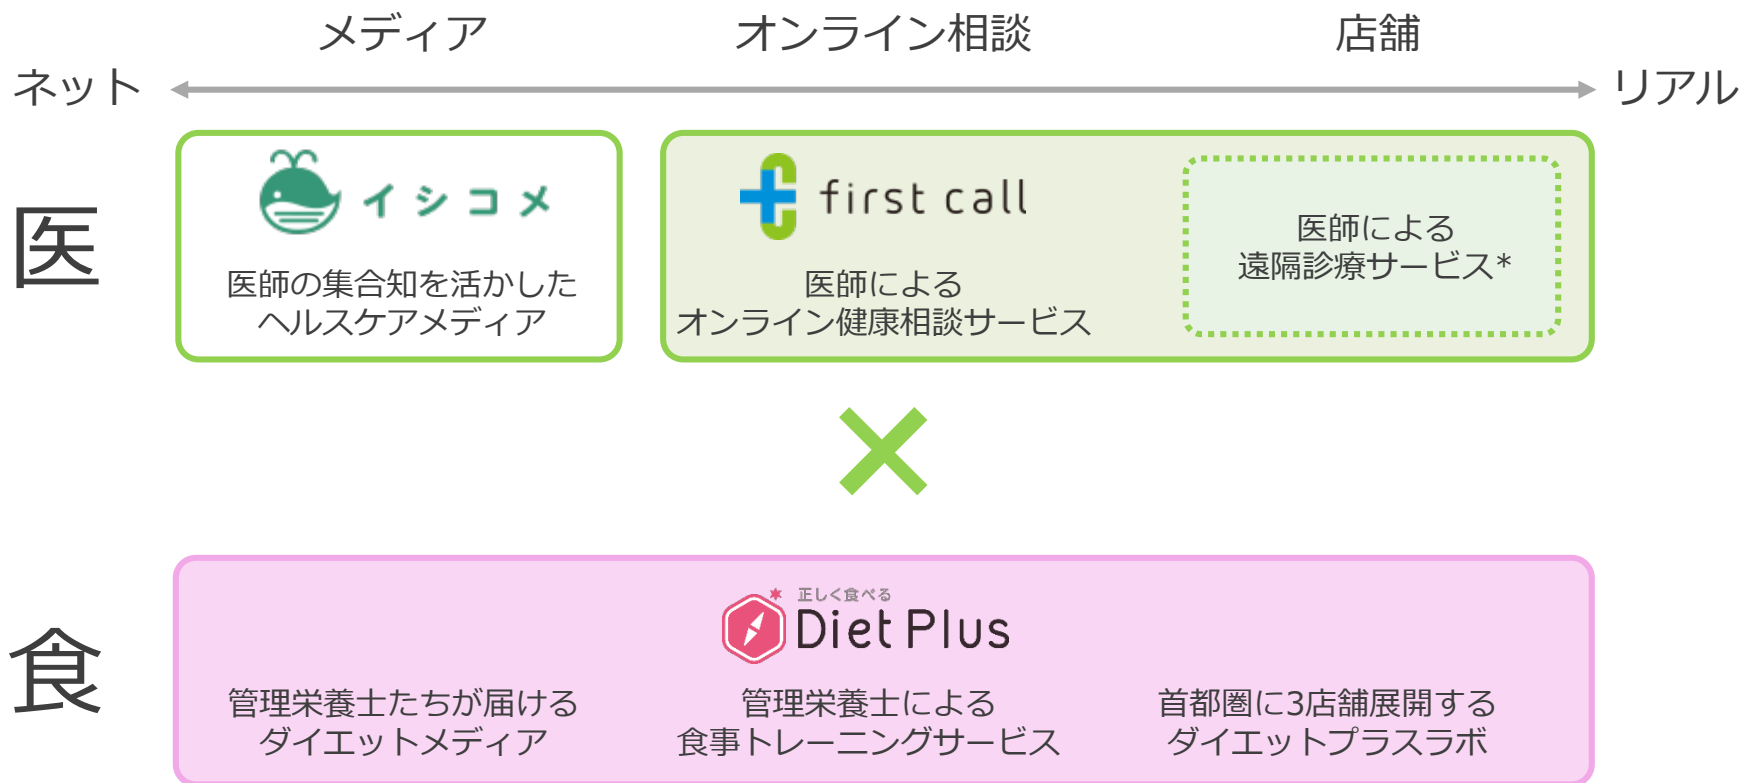 メディア
オンライン相談
店舗
ネット
リアル
医
イシコメ
医師の集合知を活かした
ヘルスケアメディア
first call
医師による
オンライン健康相談サービス
医師による
遠隔診療サービス*
食
正しく食べる
Diet Plus
管理栄養士たちが届ける
ダイエットメディア
管理栄養士による
食事トレーニングサービス
首都圏に3店舗展開する
ダイエットプラスラボ